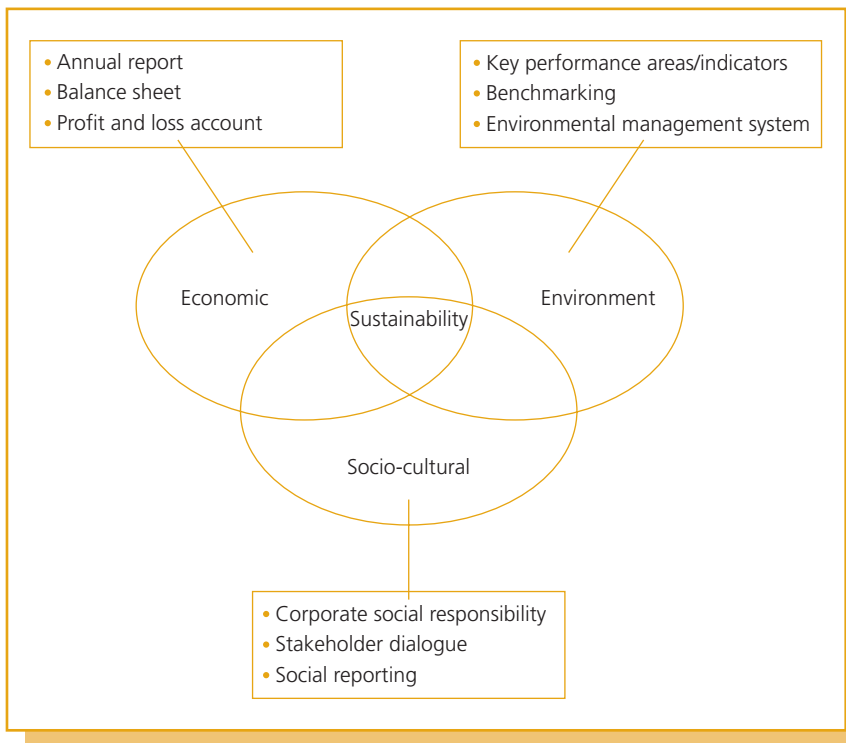 • Annual report
• Balance sheet
• Profit and loss account
• Key performance areas/indicators
• Benchmarking
• Environmental management system
Economic
Environment
Sustainability
Socio-cultural
• Corporate social responsibility
• Stakeholder dialogue
• Social reporting